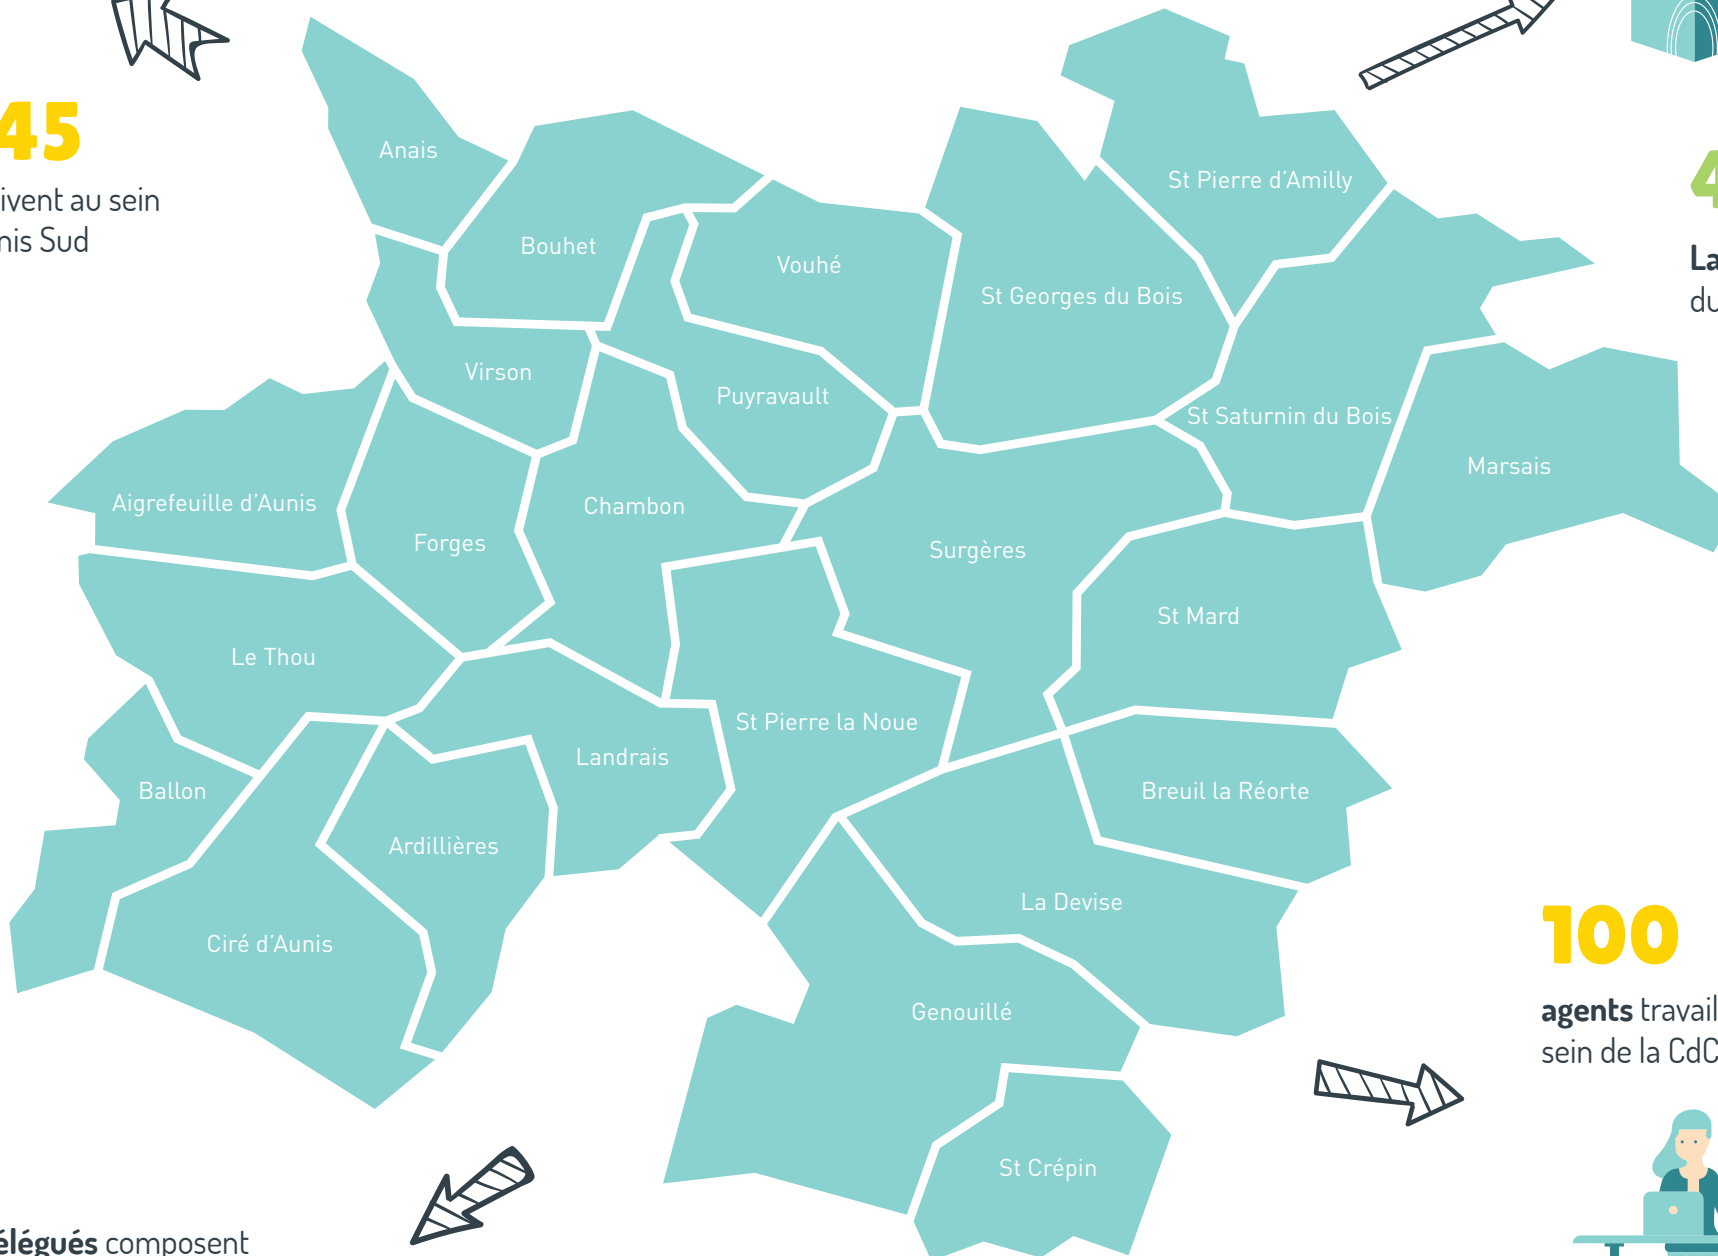 45
ivent au sein
nis Sud
Anais
Bouhet
Vouhé
St Georges du Bois
St Pierre d'Amilly
4
La
du
Virson
Puyravault
St Saturnin du Bois
Marsais
Aigrefeuille d'Aunis
Forges
Chambon
Surgères
St Mard
Le Thou
St Pierre la Noue
Landrais
Ballon
Ardillières
Breuil la Réorte
La Devise
Ciré d'Aunis
Genouillé
St Crépin
100
agents travail
sein de la CdC
élégués composent